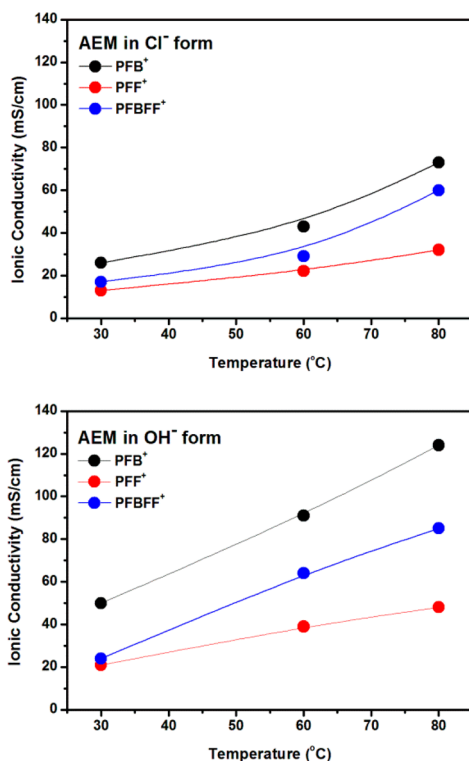 AEM in Cl⁻ form
PFB⁺
PFF⁺
PFBFF⁺
Ionic Conductivity (mS/cm)
140
120
100
80
60
40
20
0
30 40 50 60 70 80
Temperature (°C)
AEM in OH⁻ form
PFB⁺
PFF⁺
PFBFF⁺
Ionic Conductivity (mS/cm)
140
120
100
80
60
40
20
0
30 40 50 60 70 80
Temperature (°C)